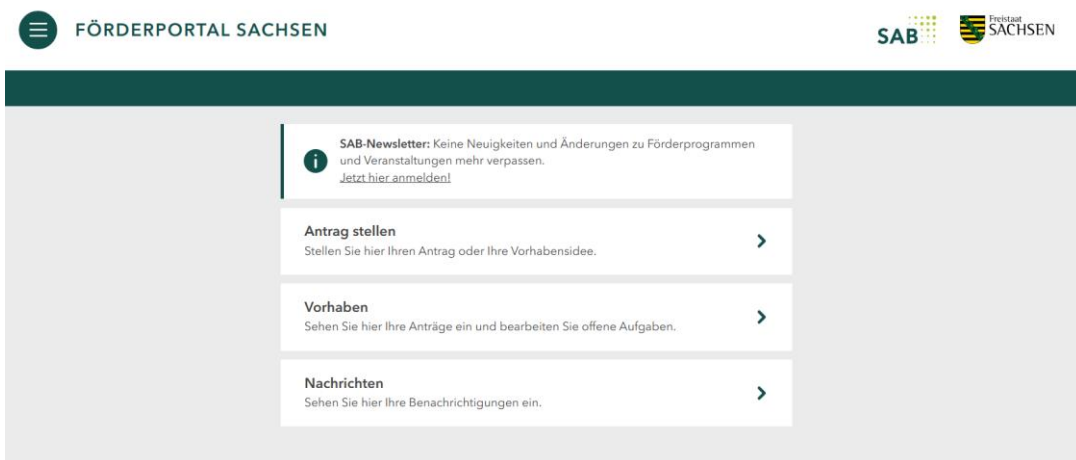 FÖRDERPORTAL SACHSEN
SAB
Freistaat
SACHSEN
SAB-Newsletter: Keine Neuigkeiten und Änderungen zu Förderprogrammen
und Veranstaltungen mehr verpassen.
Jetzt hier anmelden!
Antrag stellen
Stellen Sie hier Ihren Antrag oder Ihre Vorhabensidee.
Vorhaben
Sehen Sie hier Ihre Anträge ein und bearbeiten Sie offene Aufgaben.
Nachrichten
Sehen Sie hier Ihre Benachrichtigungen ein.